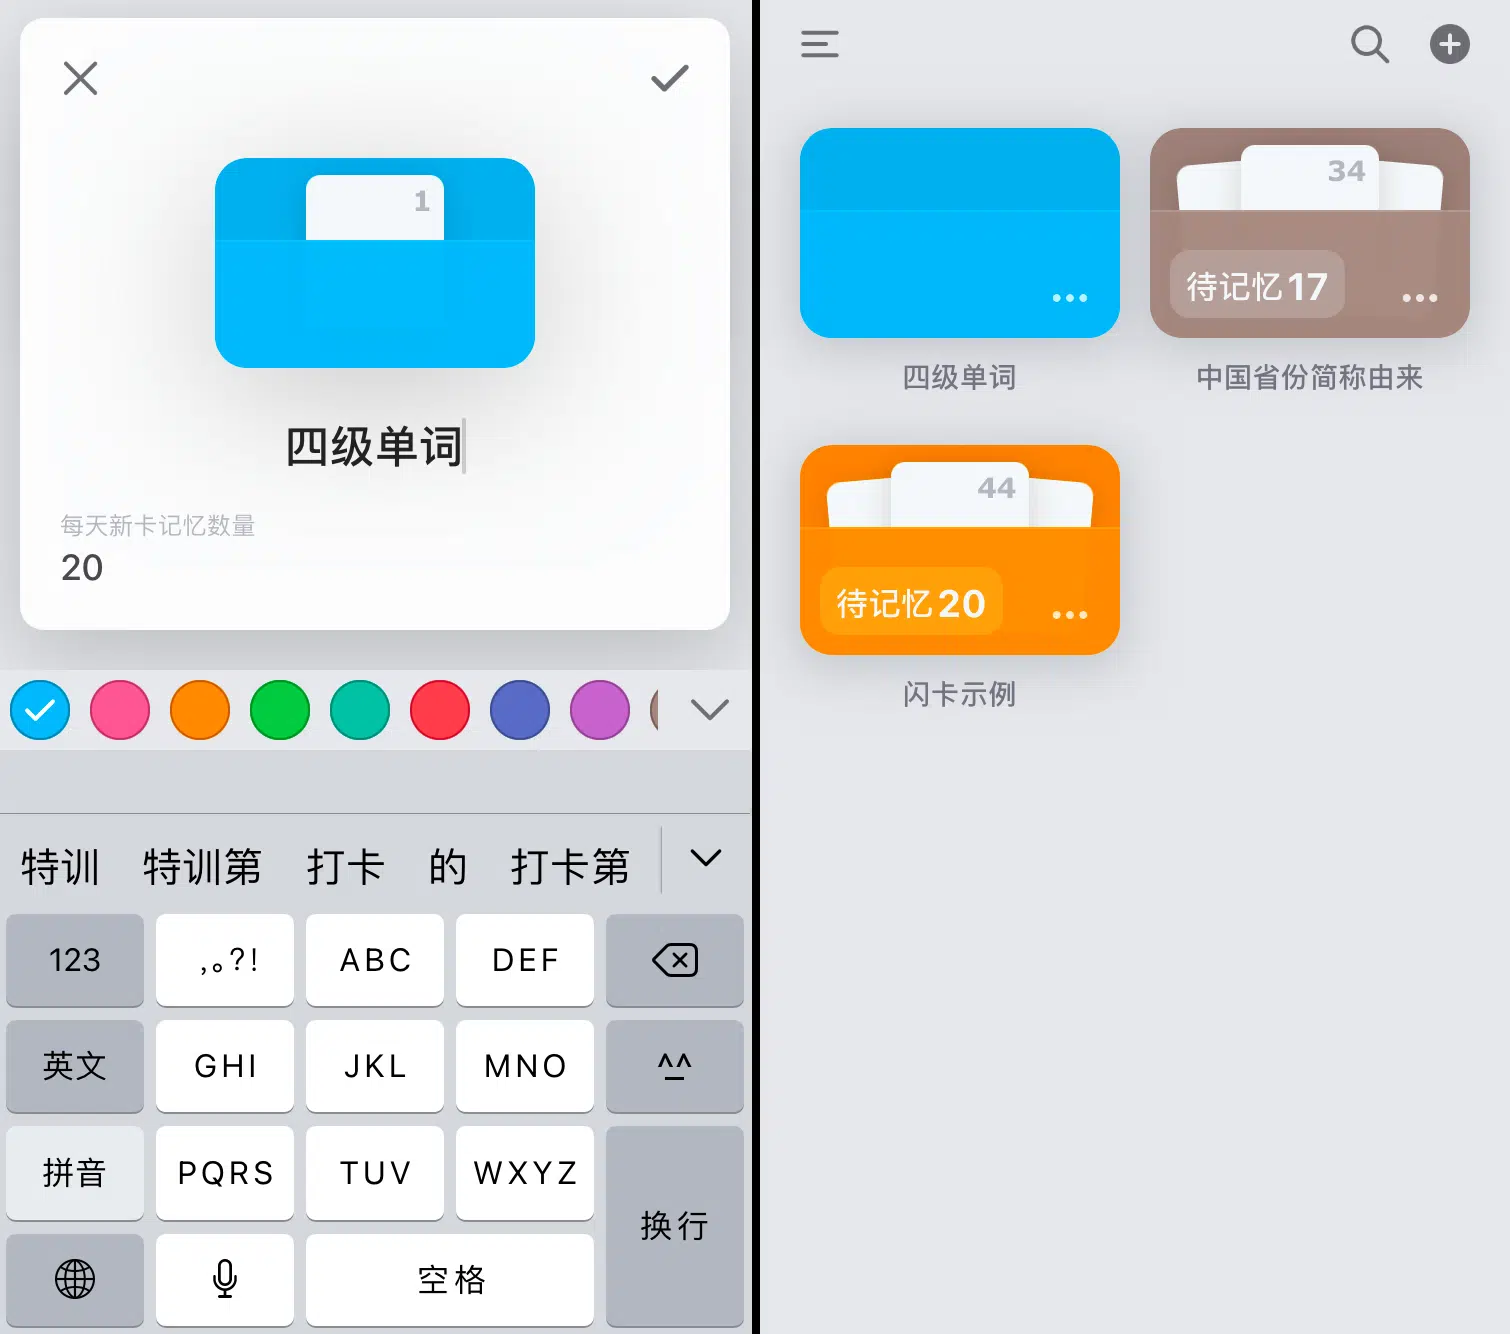 1
四级单词
每天新卡记忆数量
20
特训 特训第 打卡 的 打卡第
123 ,。?! ABC DEF
英文 GHI JKL MNO ^^
拼音 PQRS TUV WXYZ
换行
空格
34
待记忆 17
四级单词 中国省份简称由来
44
待记忆 20
闪卡示例